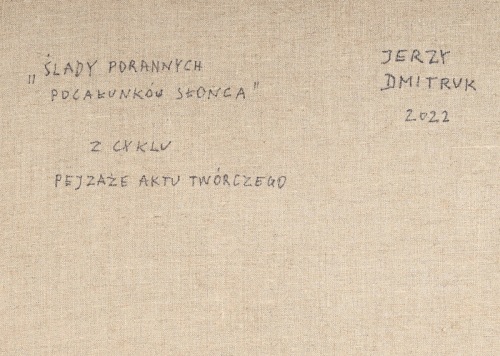 „ŚLADY PORANNYCH
POCAŁUNKÓW SŁOŃCA"
Z CYKLU
PEJZAŻE AKTU TWÓRCZEGO
JERZY
DMITRUK
2022